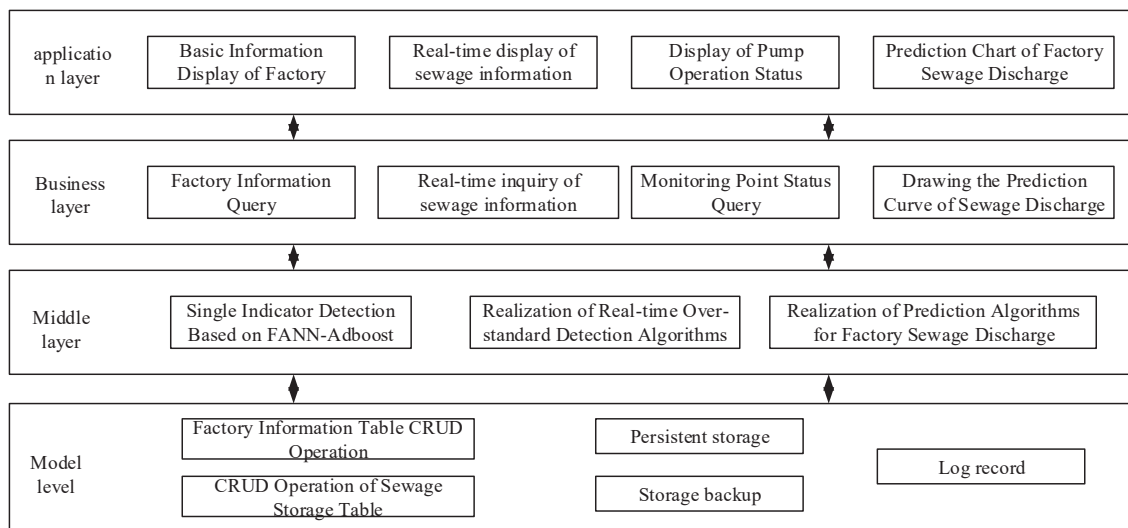 applicatio
n layer
Basic Information
Display of Factory
Real-time display of
sewage information
Display of Pump
Operation Status
Prediction Chart of Factory
Sewage Discharge
Business
layer
Factory Information
Query
Real-time inquiry of
sewage information
Monitoring Point Status
Query
Drawing the Prediction
Curve of Sewage Discharge
Middle
layer
Single Indicator Detection
Based on FANN-Adboost
Realization of Real-time Over-
standard Detection Algorithms
Realization of Prediction Algorithms
for Factory Sewage Discharge
Model
level
Factory Information Table CRUD
Operation
CRUD Operation of Sewage
Storage Table
Persistent storage
Storage backup
Log record